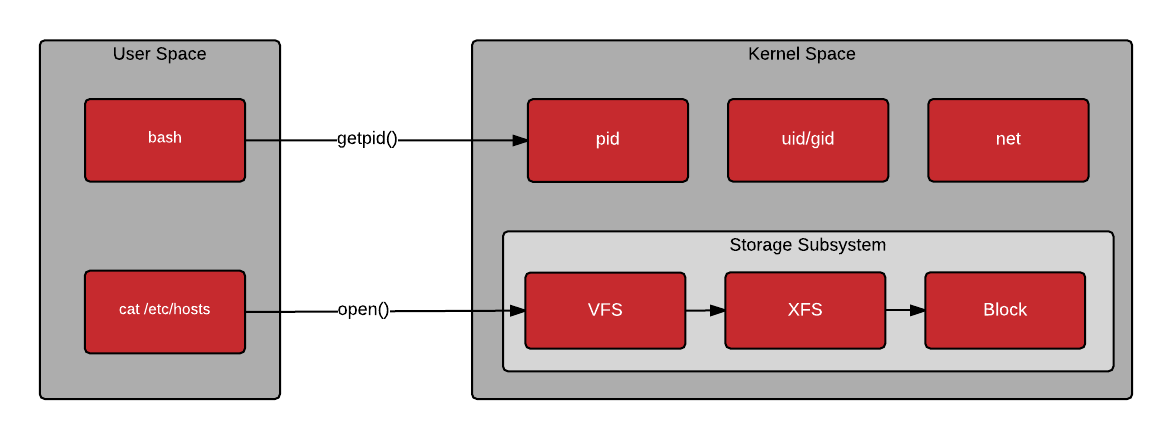 User Space
Kernel Space
bash
getpid()
pid
uid/gid
net
Storage Subsystem
cat /etc/hosts
open()
VFS
XFS
Block